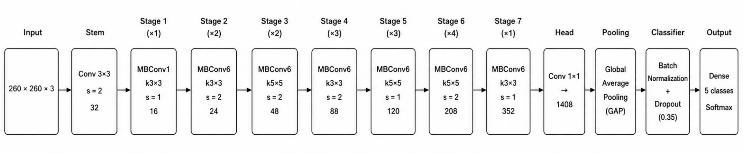 Input
260 × 260 × 3
Stem
Conv 3×3
s = 2
32
Stage 1
(×1)
MBConv1
k3×3
s = 1
16
Stage 2
(×2)
MBConv6
k3×3
s = 2
24
Stage 3
(×2)
MBConv6
k5×5
s = 2
48
Stage 4
(×3)
MBConv6
k3×3
s = 2
88
Stage 5
(×3)
MBConv6
k5×5
s = 1
120
Stage 6
(×4)
MBConv6
k5×5
s = 2
208
Stage 7
(×1)
MBConv6
k3×3
s = 1
352
Head
Conv 1×1
→
1408
Pooling
Global
Average
Pooling
(GAP)
Classifier
Batch
Normalization
+
Dropout
(0.35)
Output
Dense
5 classes
Softmax